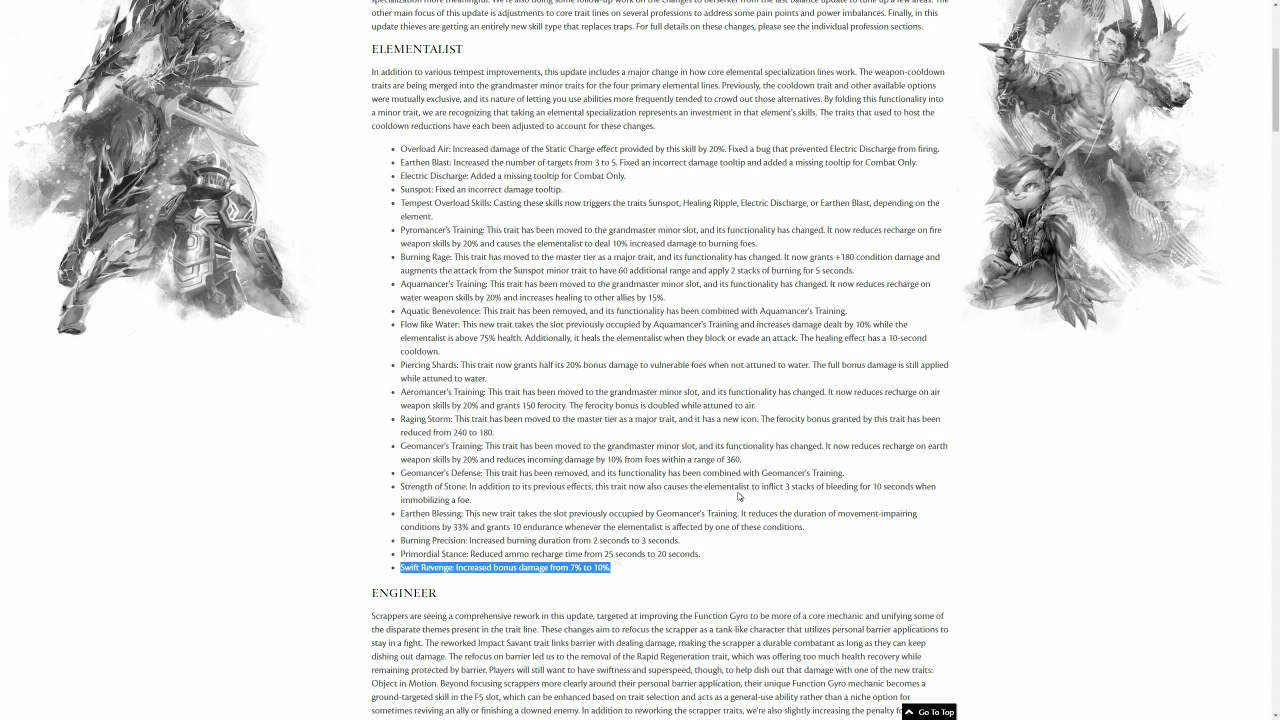 other main focus of this update is adjustments to core trait lines on several professions to address some pain points and power imbalances. Finally, in this
update thieves are getting an entirely new skill type that replaces traps. For full details on these changes, please see the individual profession sections.
ELEMENTALIST
In addition to various tempest improvements, this update includes a major change in how core elemental specialization lines work. The weapon-cooldown
traits are being merged into the grandmaster minor traits for the four primary elemental lines. Previously, the cooldown trait and other available options
were mutually exclusive, and its nature of letting you use abilities more frequently tended to crowd out those alternatives. By folding this functionality into
a minor trait, we are recognizing that taking an elemental specialization represents an investment in that element's skills. The traits that used to host the
cooldown reductions have each been adjusted to account for these changes.
• Overload Air: Increased damage of the Static Charge effect provided by this skill by 20%. Fixed a bug that prevented Electric Discharge from firing.
• Earthen Blast: Increased the number of targets from 3 to 5. Fixed an incorrect damage tooltip and added a missing tooltip for Combat Only.
• Electric Discharge: Added a missing tooltip for Combat Only.
• Sunspot: Fixed an incorrect damage tooltip.
• Tempest Overload Skills: Casting these skills now triggers the traits Sunspot, Healing Ripple, Electric Discharge, or Earthen Blast, depending on the
element.
• Pyromancer's Training: This trait has been moved to the grandmaster minor slot, and its functionality has changed. It now reduces recharge on fire
weapon skills by 20% and causes the elementalist to deal 10% increased damage to burning foes.
• Burning Rage: This trait has moved to the master tier as a major trait, and its functionality has changed. It now grants +180 condition damage and
augments the attack from the Sunspot minor trait to have 60 additional range and apply 2 stacks of burning for 5 seconds.
• Aquamancer's Training: This trait has been moved to the grandmaster minor slot, and its functionality has changed. It now reduces recharge on
water weapon skills by 20% and increases healing to other allies by 15%.
• Aquatic Benevolence: This trait has been removed, and its functionality has been combined with Aquamancer's Training.
• Flow like Water: This new trait takes the slot previously occupied by Aquamancer's Training and increases damage dealt by 10% while the
elementalist is above 75% health. Additionally, it heals the elementalist when they block or evade an attack. The healing effect has a 10-second
cooldown.
• Piercing Shards: This trait now grants half its 20% bonus damage to vulnerable foes when not attuned to water. The full bonus damage is still applied
while attuned to water.
• Aeromancer's Training: This trait has been moved to the grandmaster minor slot, and its functionality has changed. It now reduces recharge on air
weapon skills by 20% and grants 150 ferocity. The ferocity bonus is doubled while attuned to air.
• Raging Storm: This trait has been moved to the master tier as a major trait, and it has a new icon. The ferocity bonus granted by this trait has been
reduced from 240 to 180.
• Geomancer's Training: This trait has been moved to the grandmaster minor slot, and its functionality has changed. It now reduces recharge on earth
weapon skills by 20% and reduces incoming damage by 10% from foes within a range of 360.
• Geomancer's Defense: This trait has been removed, and its functionality has been combined with Geomancer's Training.
• Strength of Stone: In addition to its previous effects, this trait now also causes the elementalist to inflict 3 stacks of bleeding for 10 seconds when
immobilizing a foe.
• Earthen Blessing: This new trait takes the slot previously occupied by Geomancer's Training. It reduces the duration of movement-impairing
conditions by 33% and grants 10 endurance whenever the elementalist is affected by one of these conditions.
• Burning Precision: Increased burning duration from 2 seconds to 3 seconds.
• Primordial Stance: Reduced ammo recharge time from 25 seconds to 20 seconds.
• Swift Revenge: Increased bonus damage from 7% to 10%.
ENGINEER
Scrappers are seeing a comprehensive rework in this update, targeted at improving the Function Gyro to be more of a core mechanic and unifying some of
the disparate themes present in the trait line. These changes aim to refocus the scrapper as a tank-like character that utilizes personal barrier applications to
stay in a fight. The reworked Impact Savant trait links barrier with dealing damage, making the scrapper a durable combatant as long as they can keep
dishing out damage. The refocus on barrier led us to the removal of the Rapid Regeneration trait, which was offering too much health recovery while
remaining protected by barrier. Players will still want to have swiftness and superspeed, though, to help dish out that damage with one of the new traits:
Object in Motion. Beyond focusing scrappers more clearly around their personal barrier application, their unique Function Gyro mechanic becomes a
ground-targeted skill in the F5 slot, which can be enhanced based on trait selection and acts as a general-use ability rather than a niche option for
sometimes reviving an ally or finishing a downed enemy. In addition to reworking the scrapper traits, we're also slightly increasing the penalty
Go To Top